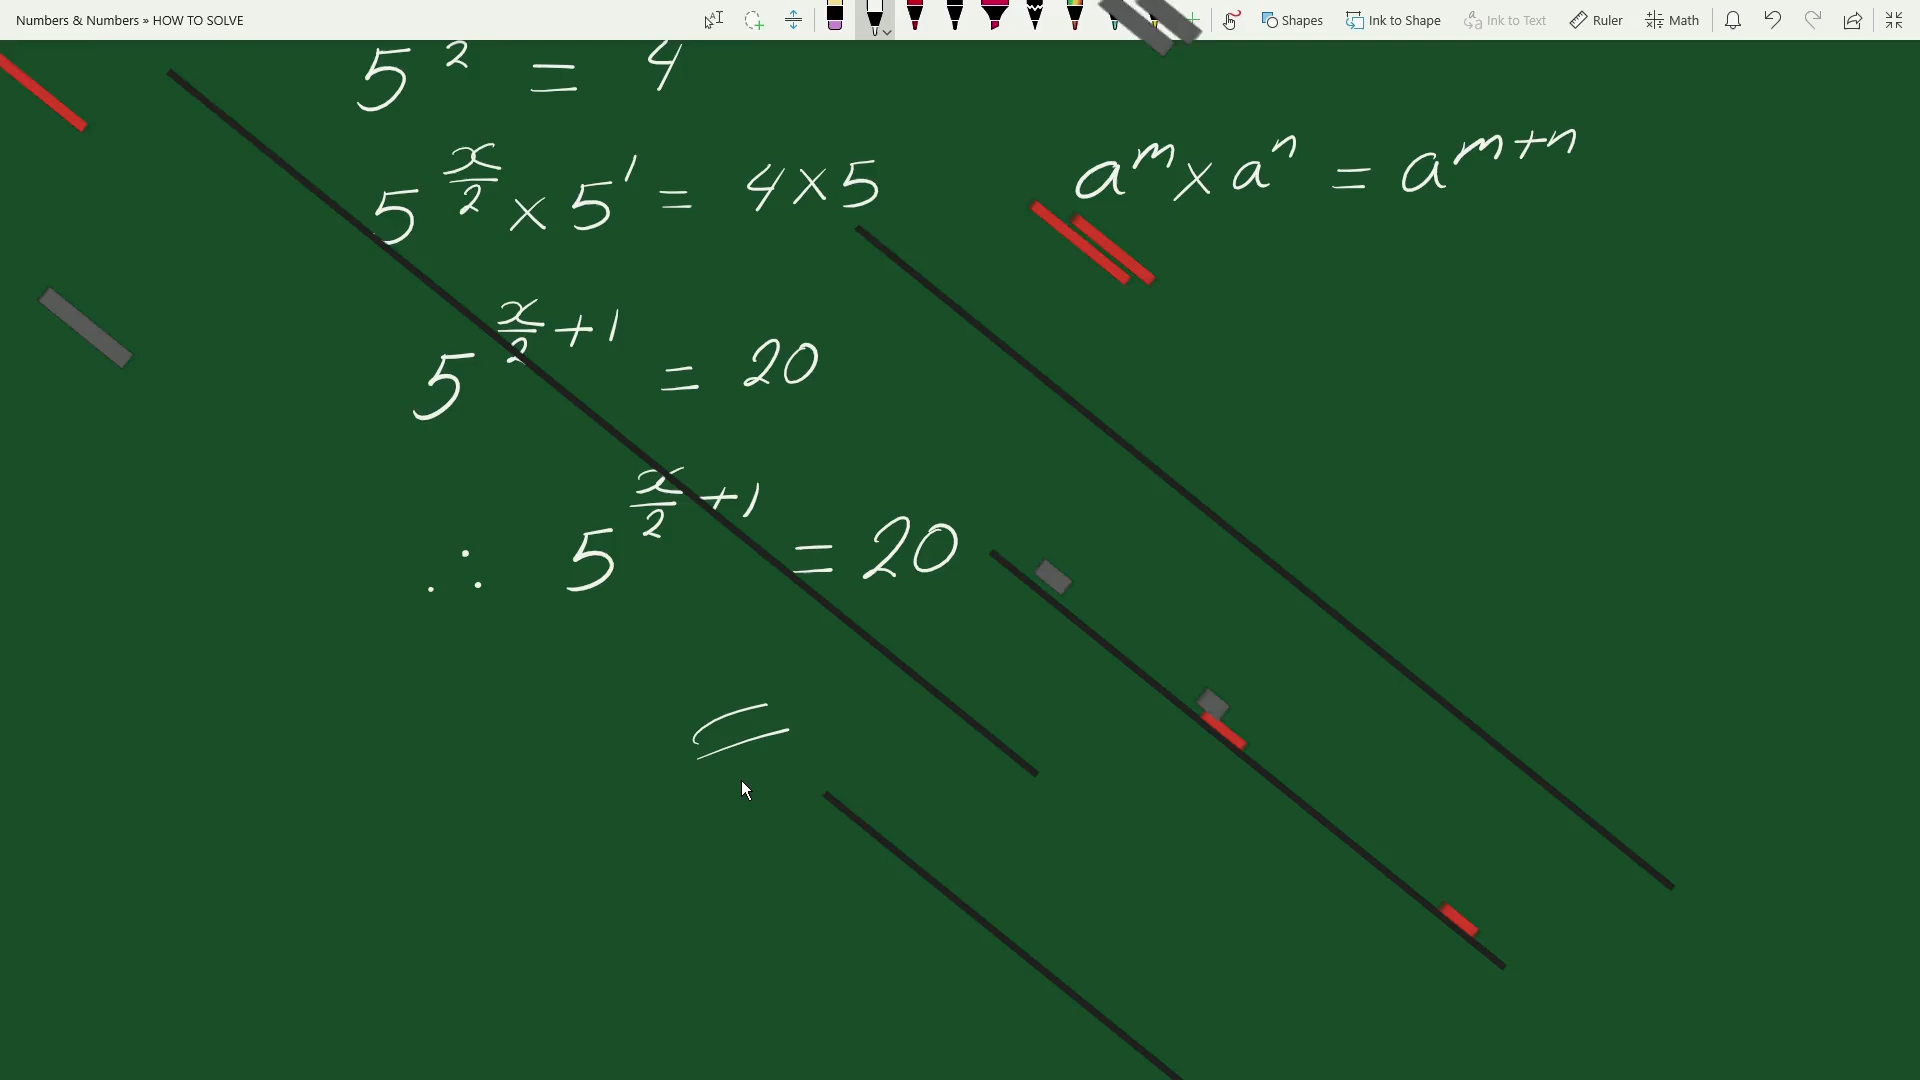 Numbers & Numbers » HOW TO SOLVE
Shapes
Ink to Shape
Ink to Text
Ruler
Math
5^2 = 4
5^(x/2) × 5^1 = 4×5
a^m × a^n = a^(m+n)
5^(x/2 + 1) = 20
∴ 5^(x/2 + 1) = 20